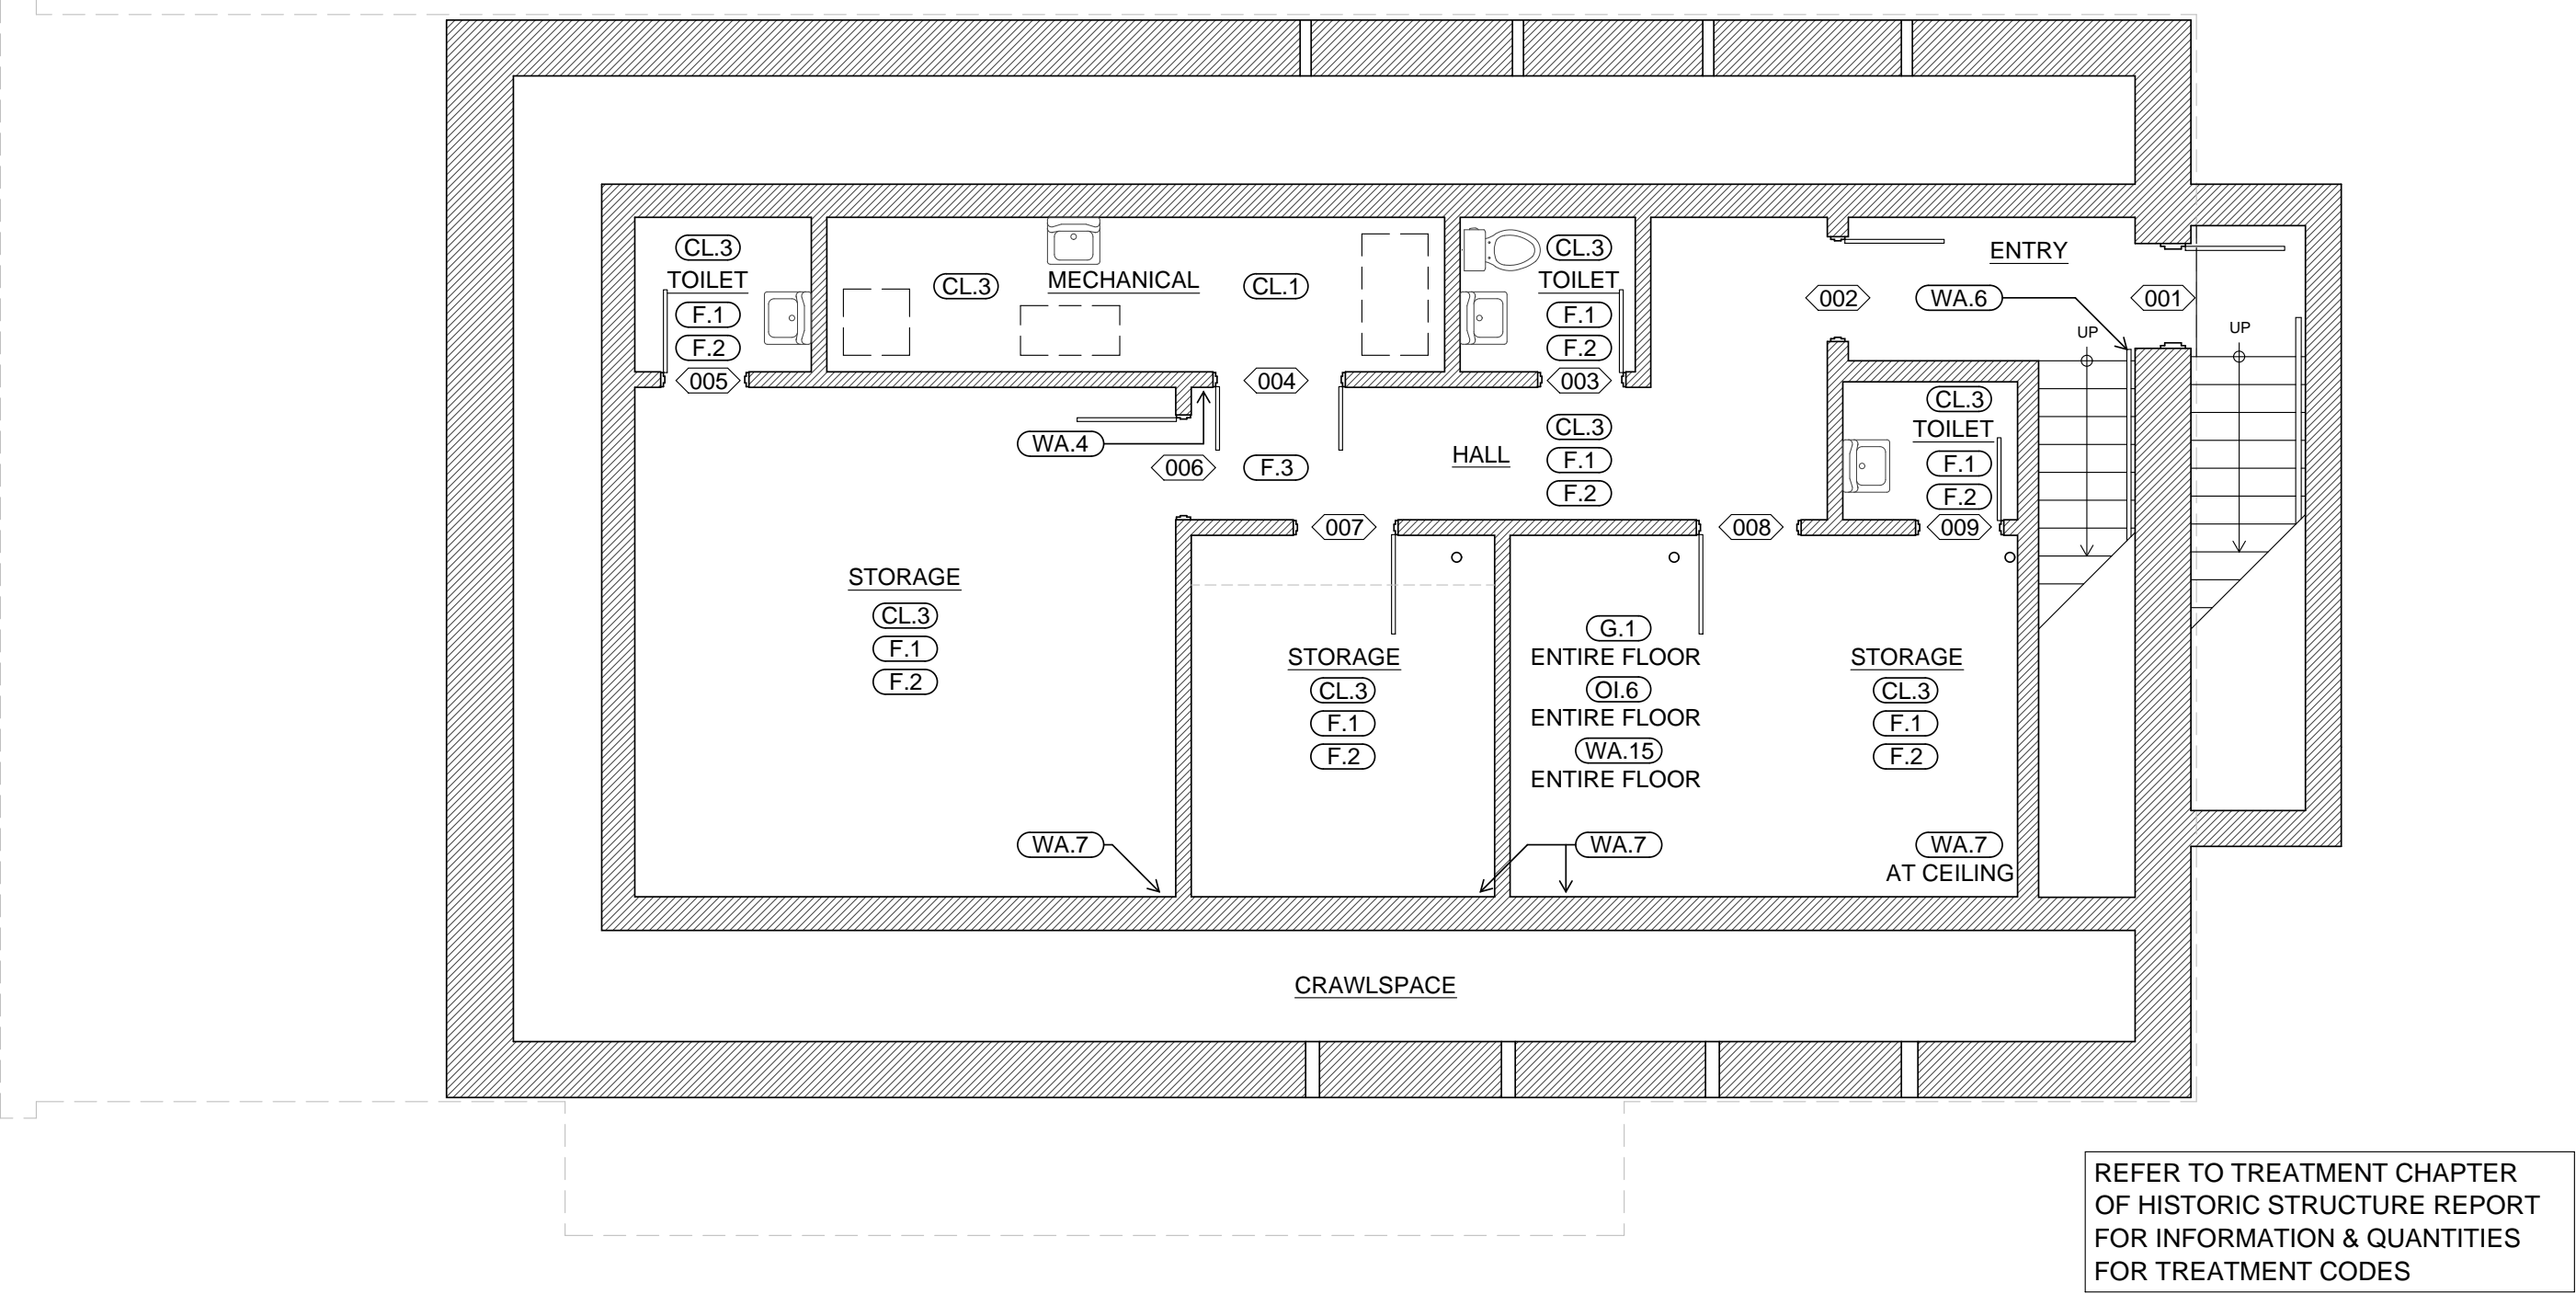 CL.3
TOILET
F.1
F.2
005
CL.3
MECHANICAL
CL.1
004
CL.3
TOILET
F.1
F.2
003
ENTRY
002
WA.6
001
UP
UP
WA.4
006
F.3
HALL
CL.3
F.1
F.2
CL.3
TOILET
F.1
F.2
007
008
009
STORAGE
CL.3
F.1
F.2
STORAGE
CL.3
F.1
F.2
G.1
ENTIRE FLOOR
OI.6
ENTIRE FLOOR
WA.15
ENTIRE FLOOR
STORAGE
CL.3
F.1
F.2
WA.7
WA.7
WA.7
AT CEILING
CRAWLSPACE
REFER TO TREATMENT CHAPTER
OF HISTORIC STRUCTURE REPORT
FOR INFORMATION & QUANTITIES
FOR TREATMENT CODES